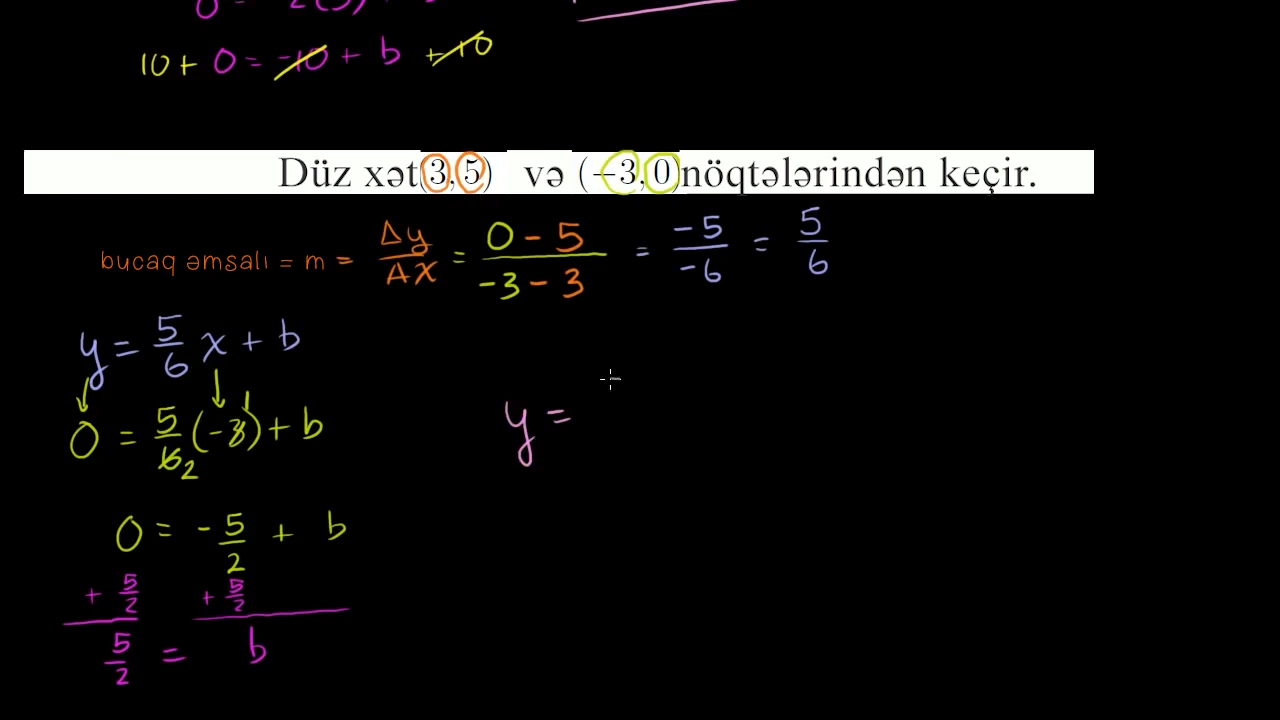 10 + 0 = -10 + b + 10
Düz xət(3,5) və (−3,0)nöqtələrindən keçir.
bucaq əmsalı = m = Δy/Δx = (0 - 5)/(-3 - 3) = -5/-6 = 5/6
y = 5/6 x + b
y =
0 = 5/6 2 (-3) 1 + b
0 = - 5/2 + b
+ 5/2 + 5/2
5/2 = b